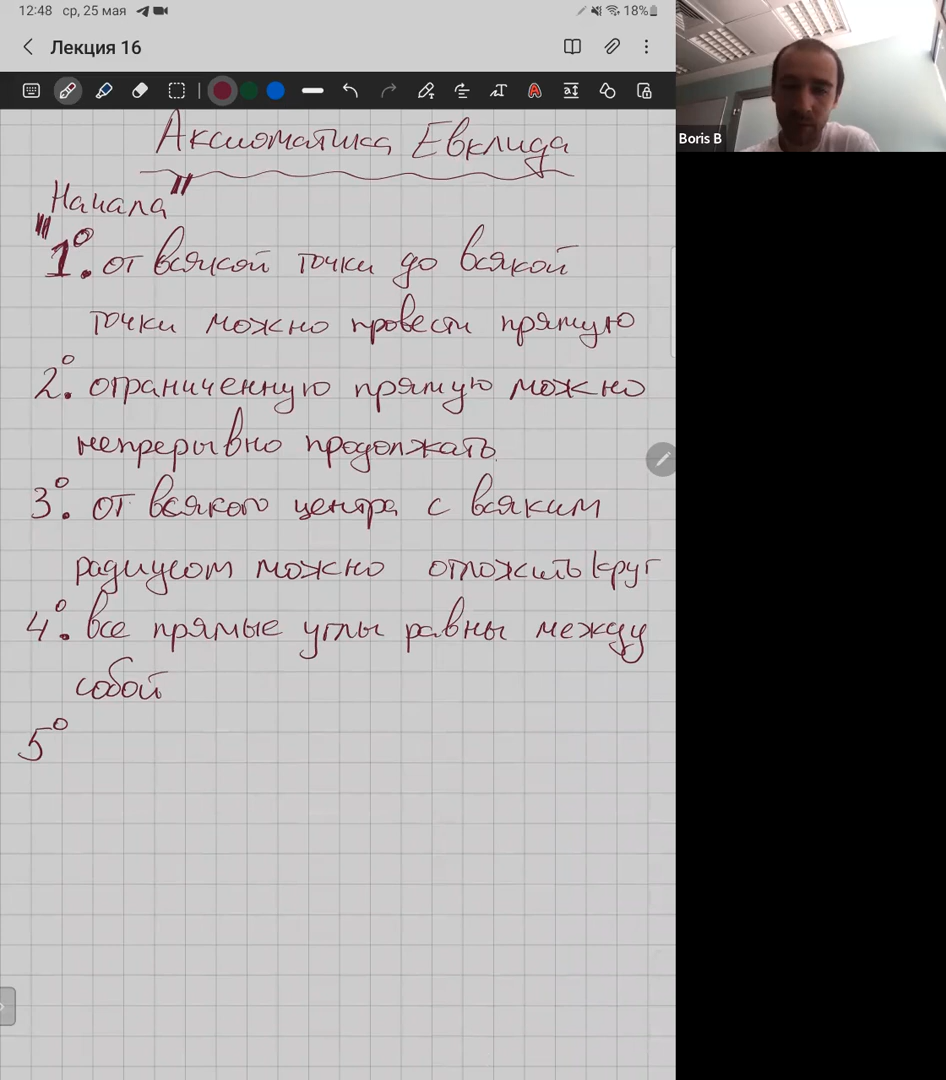 12:48 ср, 25 мая
18%
Лекция 16
Boris B
Аксиоматика Евклида
"Начала"
1°. от всякой точки до всякой
точки можно провести прямую
2°. ограниченную прямую можно
непрерывно продолжать.
3°. от всякого центра с всяким
радиусом можно отложить круг
4°. все прямые углы равны между
собой
5°